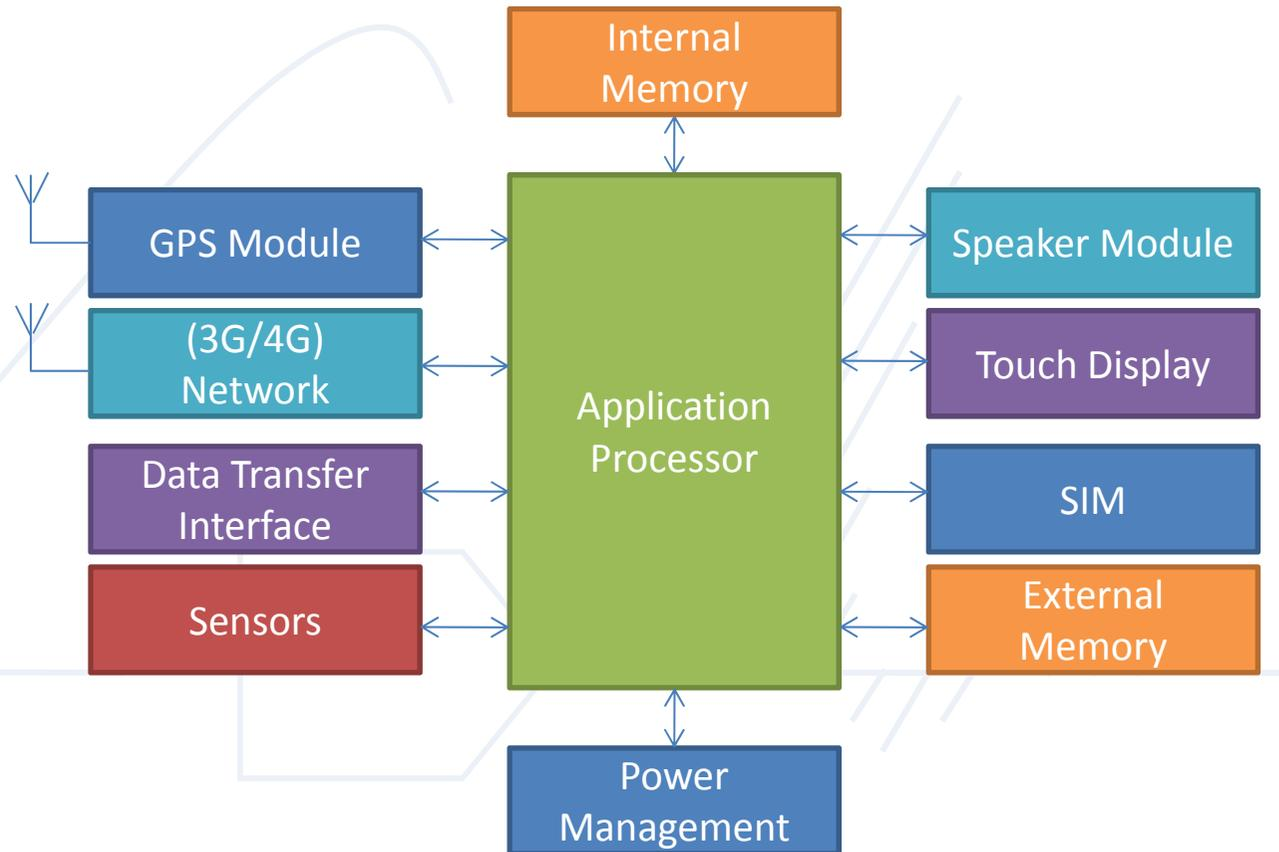 Internal
Memory
GPS Module
(3G/4G)
Network
Data Transfer
Interface
Sensors
Application
Processor
Speaker Module
Touch Display
SIM
External
Memory
Power
Management